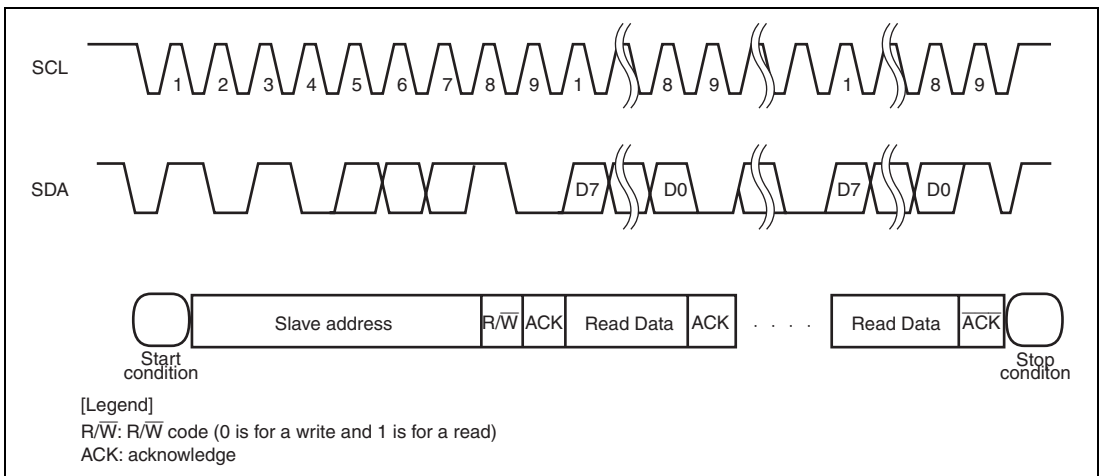 SCL
1 2 3 4 5 6 7 8 9 1 8 9 1 8 9
SDA
D7 D0 D7 D0
Slave address R/W̅ ACK Read Data ACK . . . . Read Data A̅C̅K̅
Start
condition
Stop
conditon
[Legend]
R/W̅: R/W̅ code (0 is for a write and 1 is for a read)
ACK: acknowledge